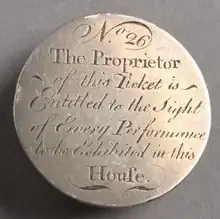 No. 26
The Proprietor
of this Ticket is
Entitled to the Sight
of Every Performance
to be Exhibited in this
Houſe.